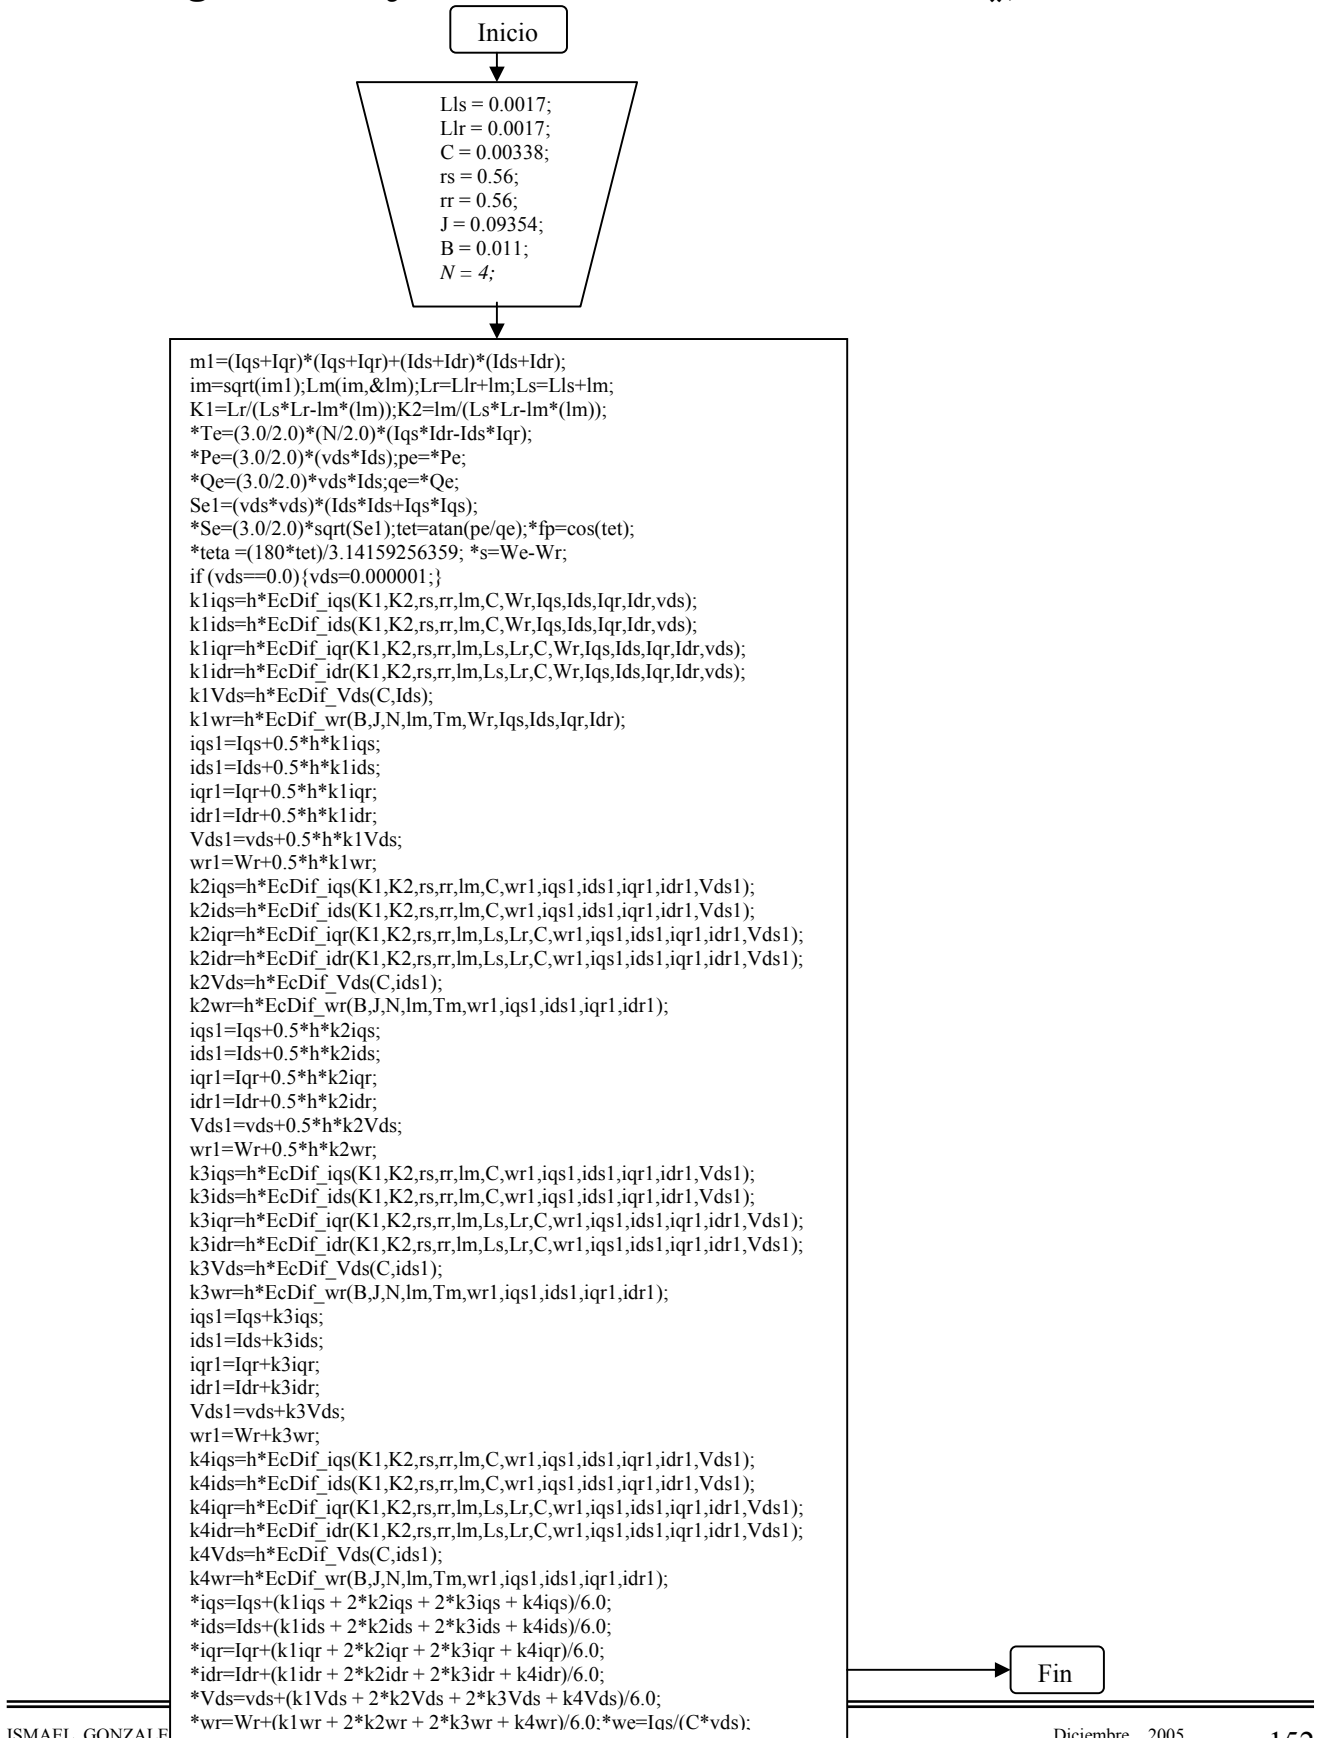 Inicio
Lls = 0.0017;
Llr = 0.0017;
C = 0.00338;
rs = 0.56;
rr = 0.56;
J = 0.09354;
B = 0.011;
N = 4;
m1=(Iqs+Iqr)*(Iqs+Iqr)+(Ids+Idr)*(Ids+Idr);
im=sqrt(im1);Lm(im,&lm);Lr=Llr+lm;Ls=Lls+lm;
K1=Lr/(Ls*Lr-lm*(lm));K2=lm/(Ls*Lr-lm*(lm));
*Te=(3.0/2.0)*(N/2.0)*(Iqs*Idr-Ids*Iqr);
*Pe=(3.0/2.0)*(vds*Ids);pe=*Pe;
*Qe=(3.0/2.0)*vds*Ids;qe=*Qe;
Se1=(vds*vds)*(Ids*Ids+Iqs*Iqs);
*Se=(3.0/2.0)*sqrt(Se1);tet=atan(pe/qe);*fp=cos(tet);
*teta =(180*tet)/3.14159256359; *s=We-Wr;
if (vds==0.0){vds=0.000001;}
k1iqs=h*EcDif_iqs(K1,K2,rs,rr,lm,C,Wr,Iqs,Ids,Iqr,Idr,vds);
k1ids=h*EcDif_ids(K1,K2,rs,rr,lm,C,Wr,Iqs,Ids,Iqr,Idr,vds);
k1iqr=h*EcDif_iqr(K1,K2,rs,rr,lm,Ls,Lr,C,Wr,Iqs,Ids,Iqr,Idr,vds);
k1idr=h*EcDif_idr(K1,K2,rs,rr,lm,Ls,Lr,C,Wr,Iqs,Ids,Iqr,Idr,vds);
k1Vds=h*EcDif_Vds(C,Ids);
k1wr=h*EcDif_wr(B,J,N,lm,Tm,Wr,Iqs,Ids,Iqr,Idr);
iqs1=Iqs+0.5*h*k1iqs;
ids1=Ids+0.5*h*k1ids;
iqr1=Iqr+0.5*h*k1iqr;
idr1=Idr+0.5*h*k1idr;
Vds1=vds+0.5*h*k1Vds;
wr1=Wr+0.5*h*k1wr;
k2iqs=h*EcDif_iqs(K1,K2,rs,rr,lm,C,wr1,iqs1,ids1,iqr1,idr1,Vds1);
k2ids=h*EcDif_ids(K1,K2,rs,rr,lm,C,wr1,iqs1,ids1,iqr1,idr1,Vds1);
k2iqr=h*EcDif_iqr(K1,K2,rs,rr,lm,Ls,Lr,C,wr1,iqs1,ids1,iqr1,idr1,Vds1);
k2idr=h*EcDif_idr(K1,K2,rs,rr,lm,Ls,Lr,C,wr1,iqs1,ids1,iqr1,idr1,Vds1);
k2Vds=h*EcDif_Vds(C,ids1);
k2wr=h*EcDif_wr(B,J,N,lm,Tm,wr1,iqs1,ids1,iqr1,idr1);
iqs1=Iqs+0.5*h*k2iqs;
ids1=Ids+0.5*h*k2ids;
iqr1=Iqr+0.5*h*k2iqr;
idr1=Idr+0.5*h*k2idr;
Vds1=vds+0.5*h*k2Vds;
wr1=Wr+0.5*h*k2wr;
k3iqs=h*EcDif_iqs(K1,K2,rs,rr,lm,C,wr1,iqs1,ids1,iqr1,idr1,Vds1);
k3ids=h*EcDif_ids(K1,K2,rs,rr,lm,C,wr1,iqs1,ids1,iqr1,idr1,Vds1);
k3iqr=h*EcDif_iqr(K1,K2,rs,rr,lm,Ls,Lr,C,wr1,iqs1,ids1,iqr1,idr1,Vds1);
k3idr=h*EcDif_idr(K1,K2,rs,rr,lm,Ls,Lr,C,wr1,iqs1,ids1,iqr1,idr1,Vds1);
k3Vds=h*EcDif_Vds(C,ids1);
k3wr=h*EcDif_wr(B,J,N,lm,Tm,wr1,iqs1,ids1,iqr1,idr1);
iqs1=Iqs+k3iqs;
ids1=Ids+k3ids;
iqr1=Iqr+k3iqr;
idr1=Idr+k3idr;
Vds1=vds+k3Vds;
wr1=Wr+k3wr;
k4iqs=h*EcDif_iqs(K1,K2,rs,rr,lm,C,wr1,iqs1,ids1,iqr1,idr1,Vds1);
k4ids=h*EcDif_ids(K1,K2,rs,rr,lm,C,wr1,iqs1,ids1,iqr1,idr1,Vds1);
k4iqr=h*EcDif_iqr(K1,K2,rs,rr,lm,Ls,Lr,C,wr1,iqs1,ids1,iqr1,idr1,Vds1);
k4idr=h*EcDif_idr(K1,K2,rs,rr,lm,Ls,Lr,C,wr1,iqs1,ids1,iqr1,idr1,Vds1);
k4Vds=h*EcDif_Vds(C,ids1);
k4wr=h*EcDif_wr(B,J,N,lm,Tm,wr1,iqs1,ids1,iqr1,idr1);
*iqs=Iqs+(k1iqs + 2*k2iqs + 2*k3iqs + k4iqs)/6.0;
*ids=Ids+(k1ids + 2*k2ids + 2*k3ids + k4ids)/6.0;
*iqr=Iqr+(k1iqr + 2*k2iqr + 2*k3iqr + k4iqr)/6.0;
*idr=Idr+(k1idr + 2*k2idr + 2*k3idr + k4idr)/6.0;
*Vds=vds+(k1Vds + 2*k2Vds + 2*k3Vds + k4Vds)/6.0;
*wr=Wr+(k1wr + 2*k2wr + 2*k3wr + k4wr)/6.0;*we=Iqs/(C*vds);
Fin
ISMAEL GONZALE
Diciembre 2005 152